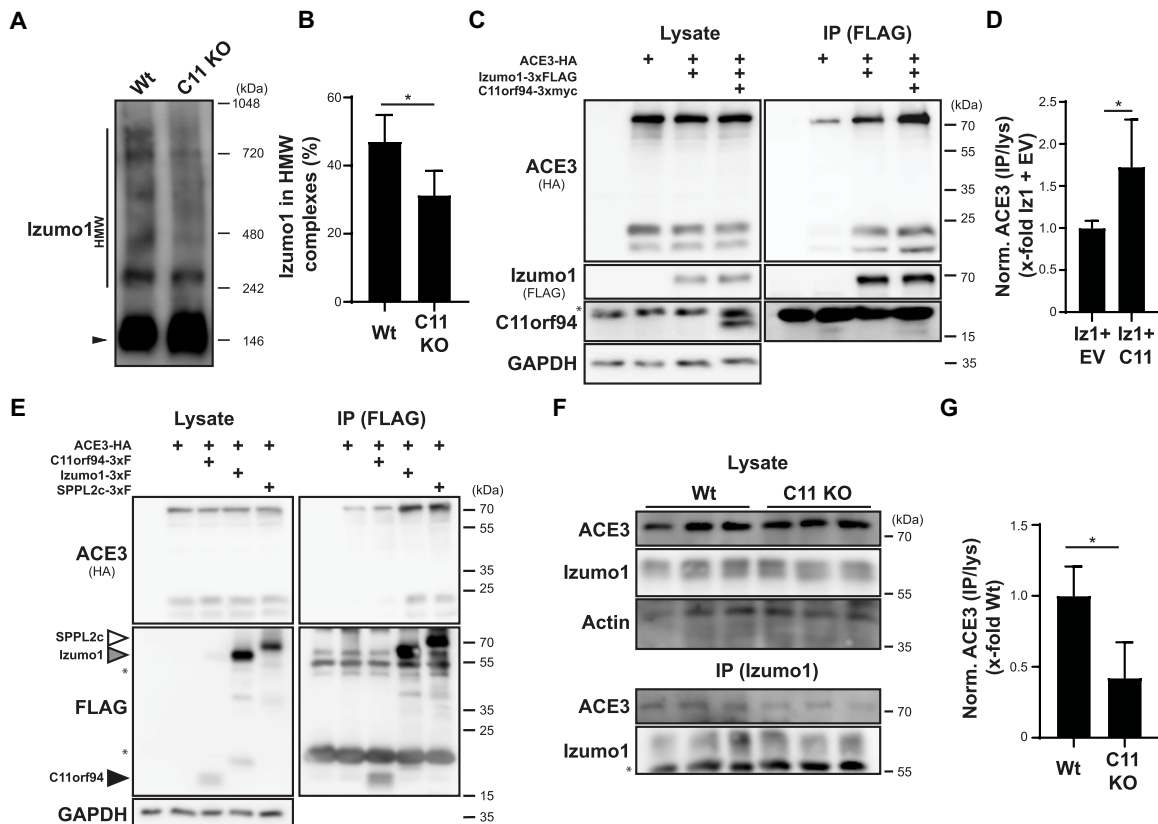 A
Wt
C11 KO
(kDa)
1048
720
480
242
146
Izumo1
HMW
B
Izumo1 in HMW
complexes (%)
60
40
20
0
*
Wt
C11
KO
C
Lysate
IP (FLAG)
ACE3-HA + + + + + +
Izumo1-3xFLAG + + + +
C11orf94-3xmyc + +
(kDa)
ACE3
(HA)
70
55
35
25
Izumo1
(FLAG)
70
*
C11orf94
15
GAPDH
35
D
Norm. ACE3 (IP/lys)
(x-fold Iz1 + EV)
2.5
2.0
1.5
1.0
0.5
0.0
*
Iz1+
EV
Iz1+
C11
E
Lysate
IP (FLAG)
ACE3-HA + + + + + + + +
C11orf94-3xF + +
Izumo1-3xF + +
SPPL2c-3xF + +
(kDa)
ACE3
(HA)
70
55
35
25
SPPL2c
Izumo1
*
FLAG
*
C11orf94
70
55
35
25
15
GAPDH
35
F
Lysate
Wt
C11 KO
(kDa)
ACE3
70
Izumo1
55
Actin
35
IP (Izumo1)
ACE3
70
Izumo1
*
55
G
Norm. ACE3 (IP/lys)
(x-fold Wt)
1.5
1.0
0.5
0.0
*
Wt
C11
KO